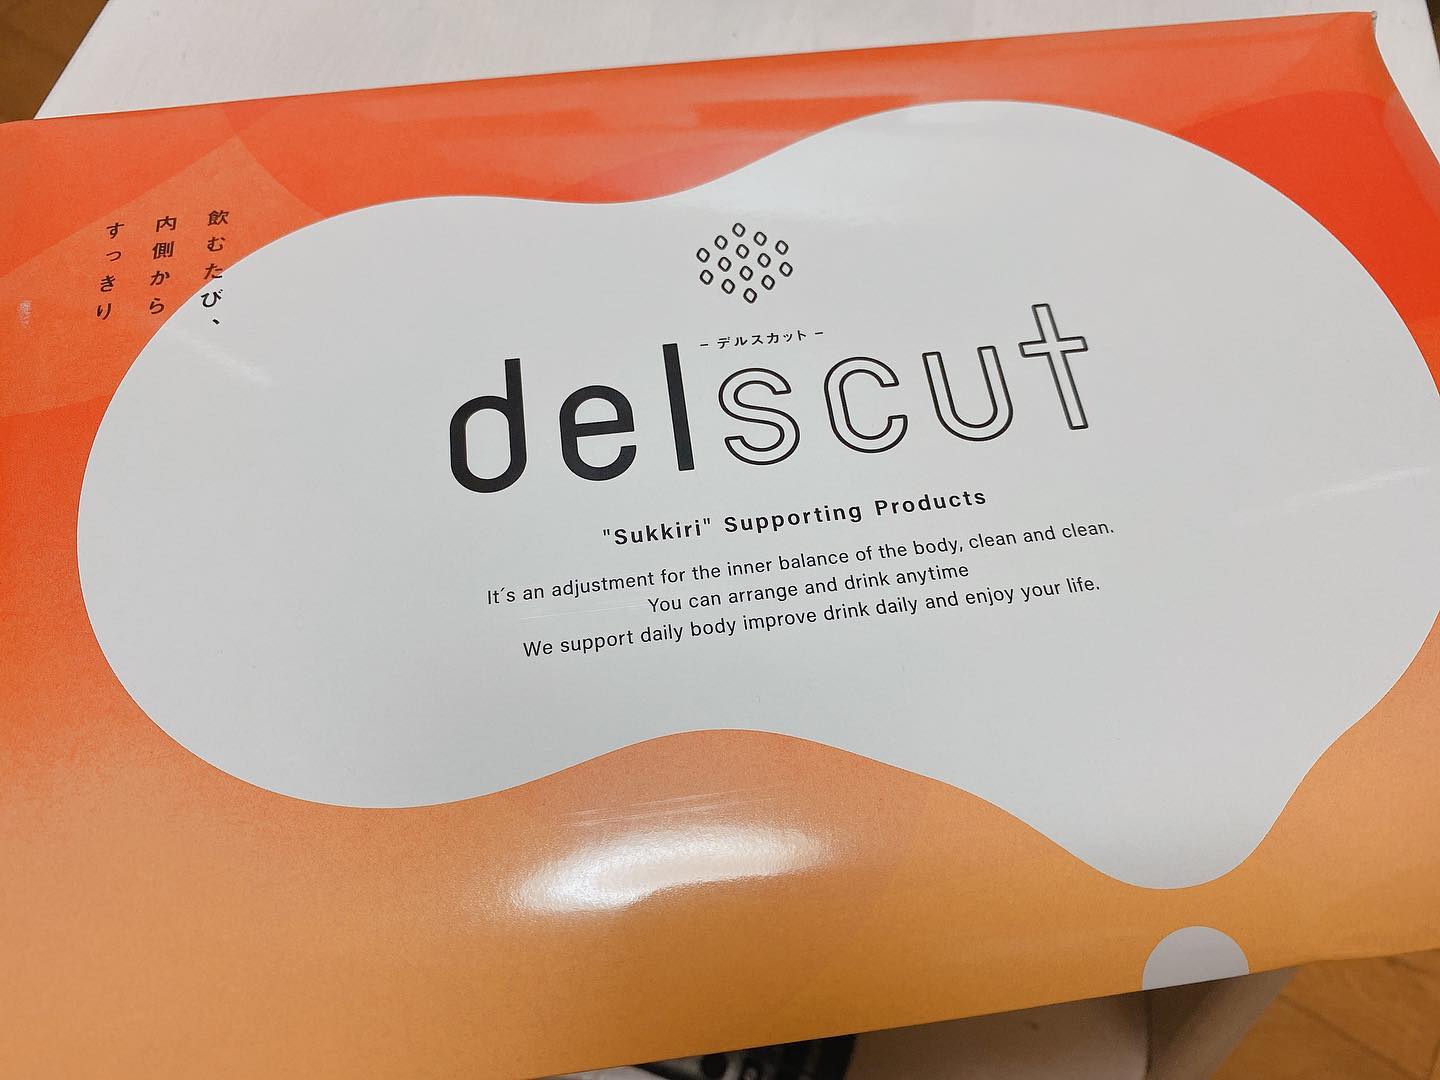 飲むたび、
内側から
すっきり
– デルスカット –
delscut
"Sukkiri" Supporting Products
It´s an adjustment for the inner balance of the body, clean and clean.
You can arrange and drink anytime
We support daily body improve drink daily and enjoy your life.